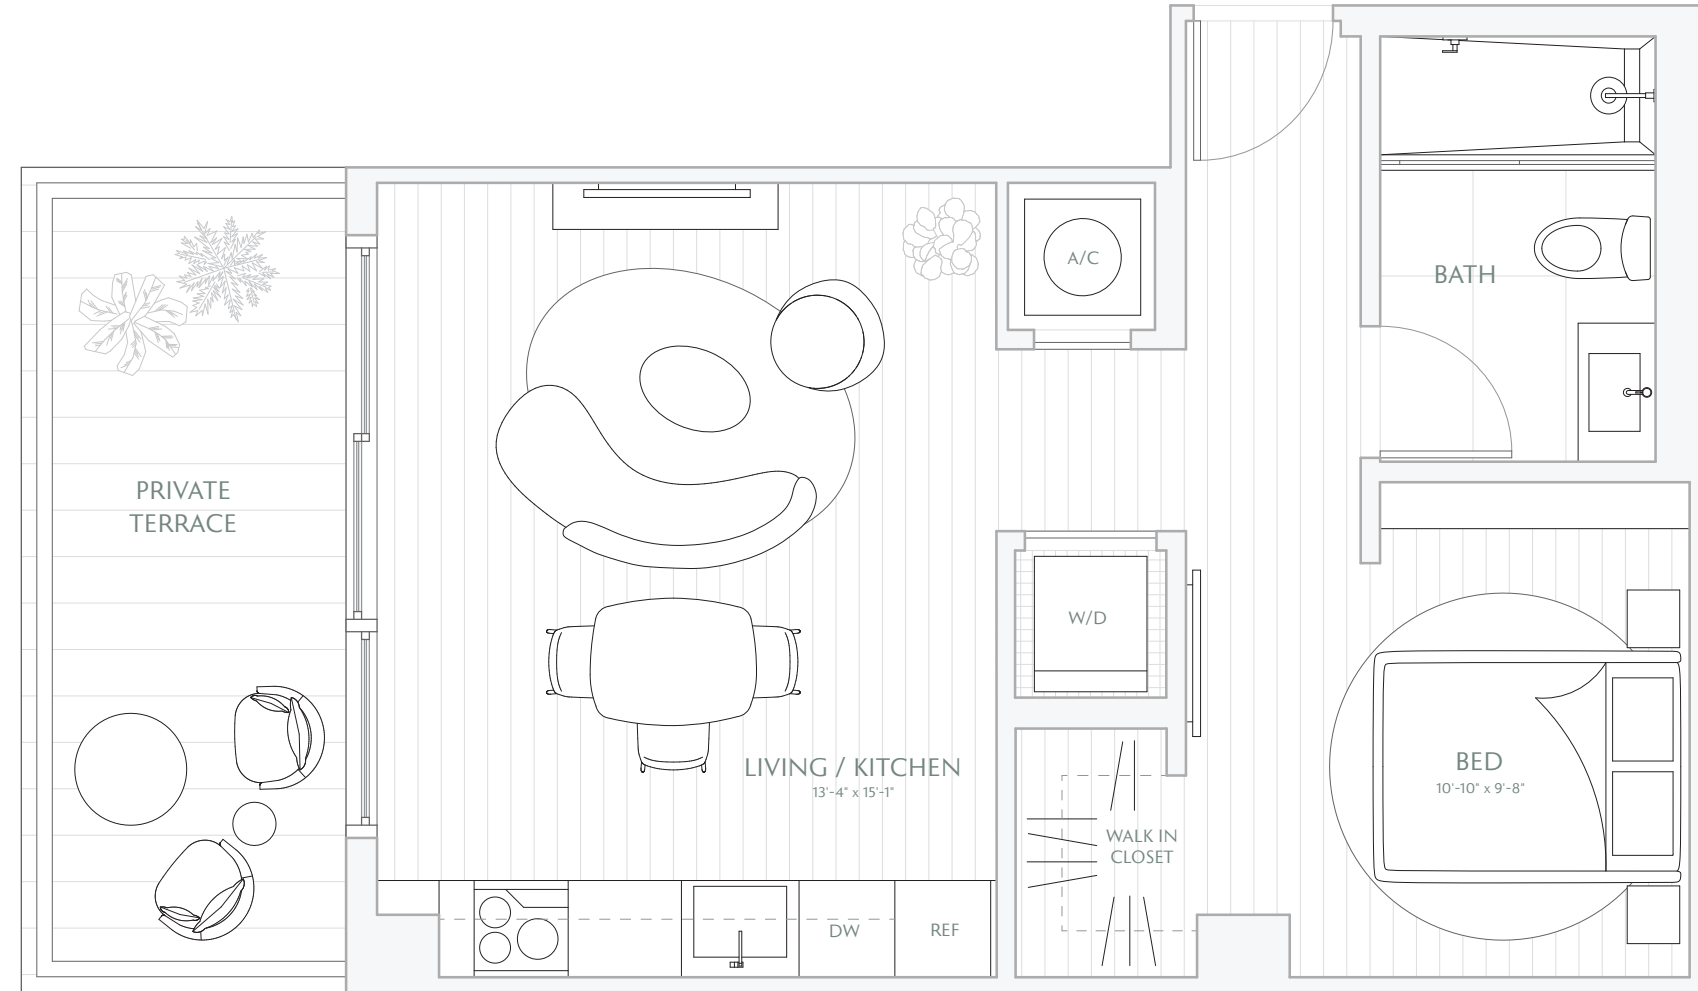 A/C
BATH
PRIVATE
TERRACE
W/D
LIVING / KITCHEN
13'-4" x 15'-1"
BED
10'-10" x 9'-8"
WALK IN
CLOSET
DW
REF